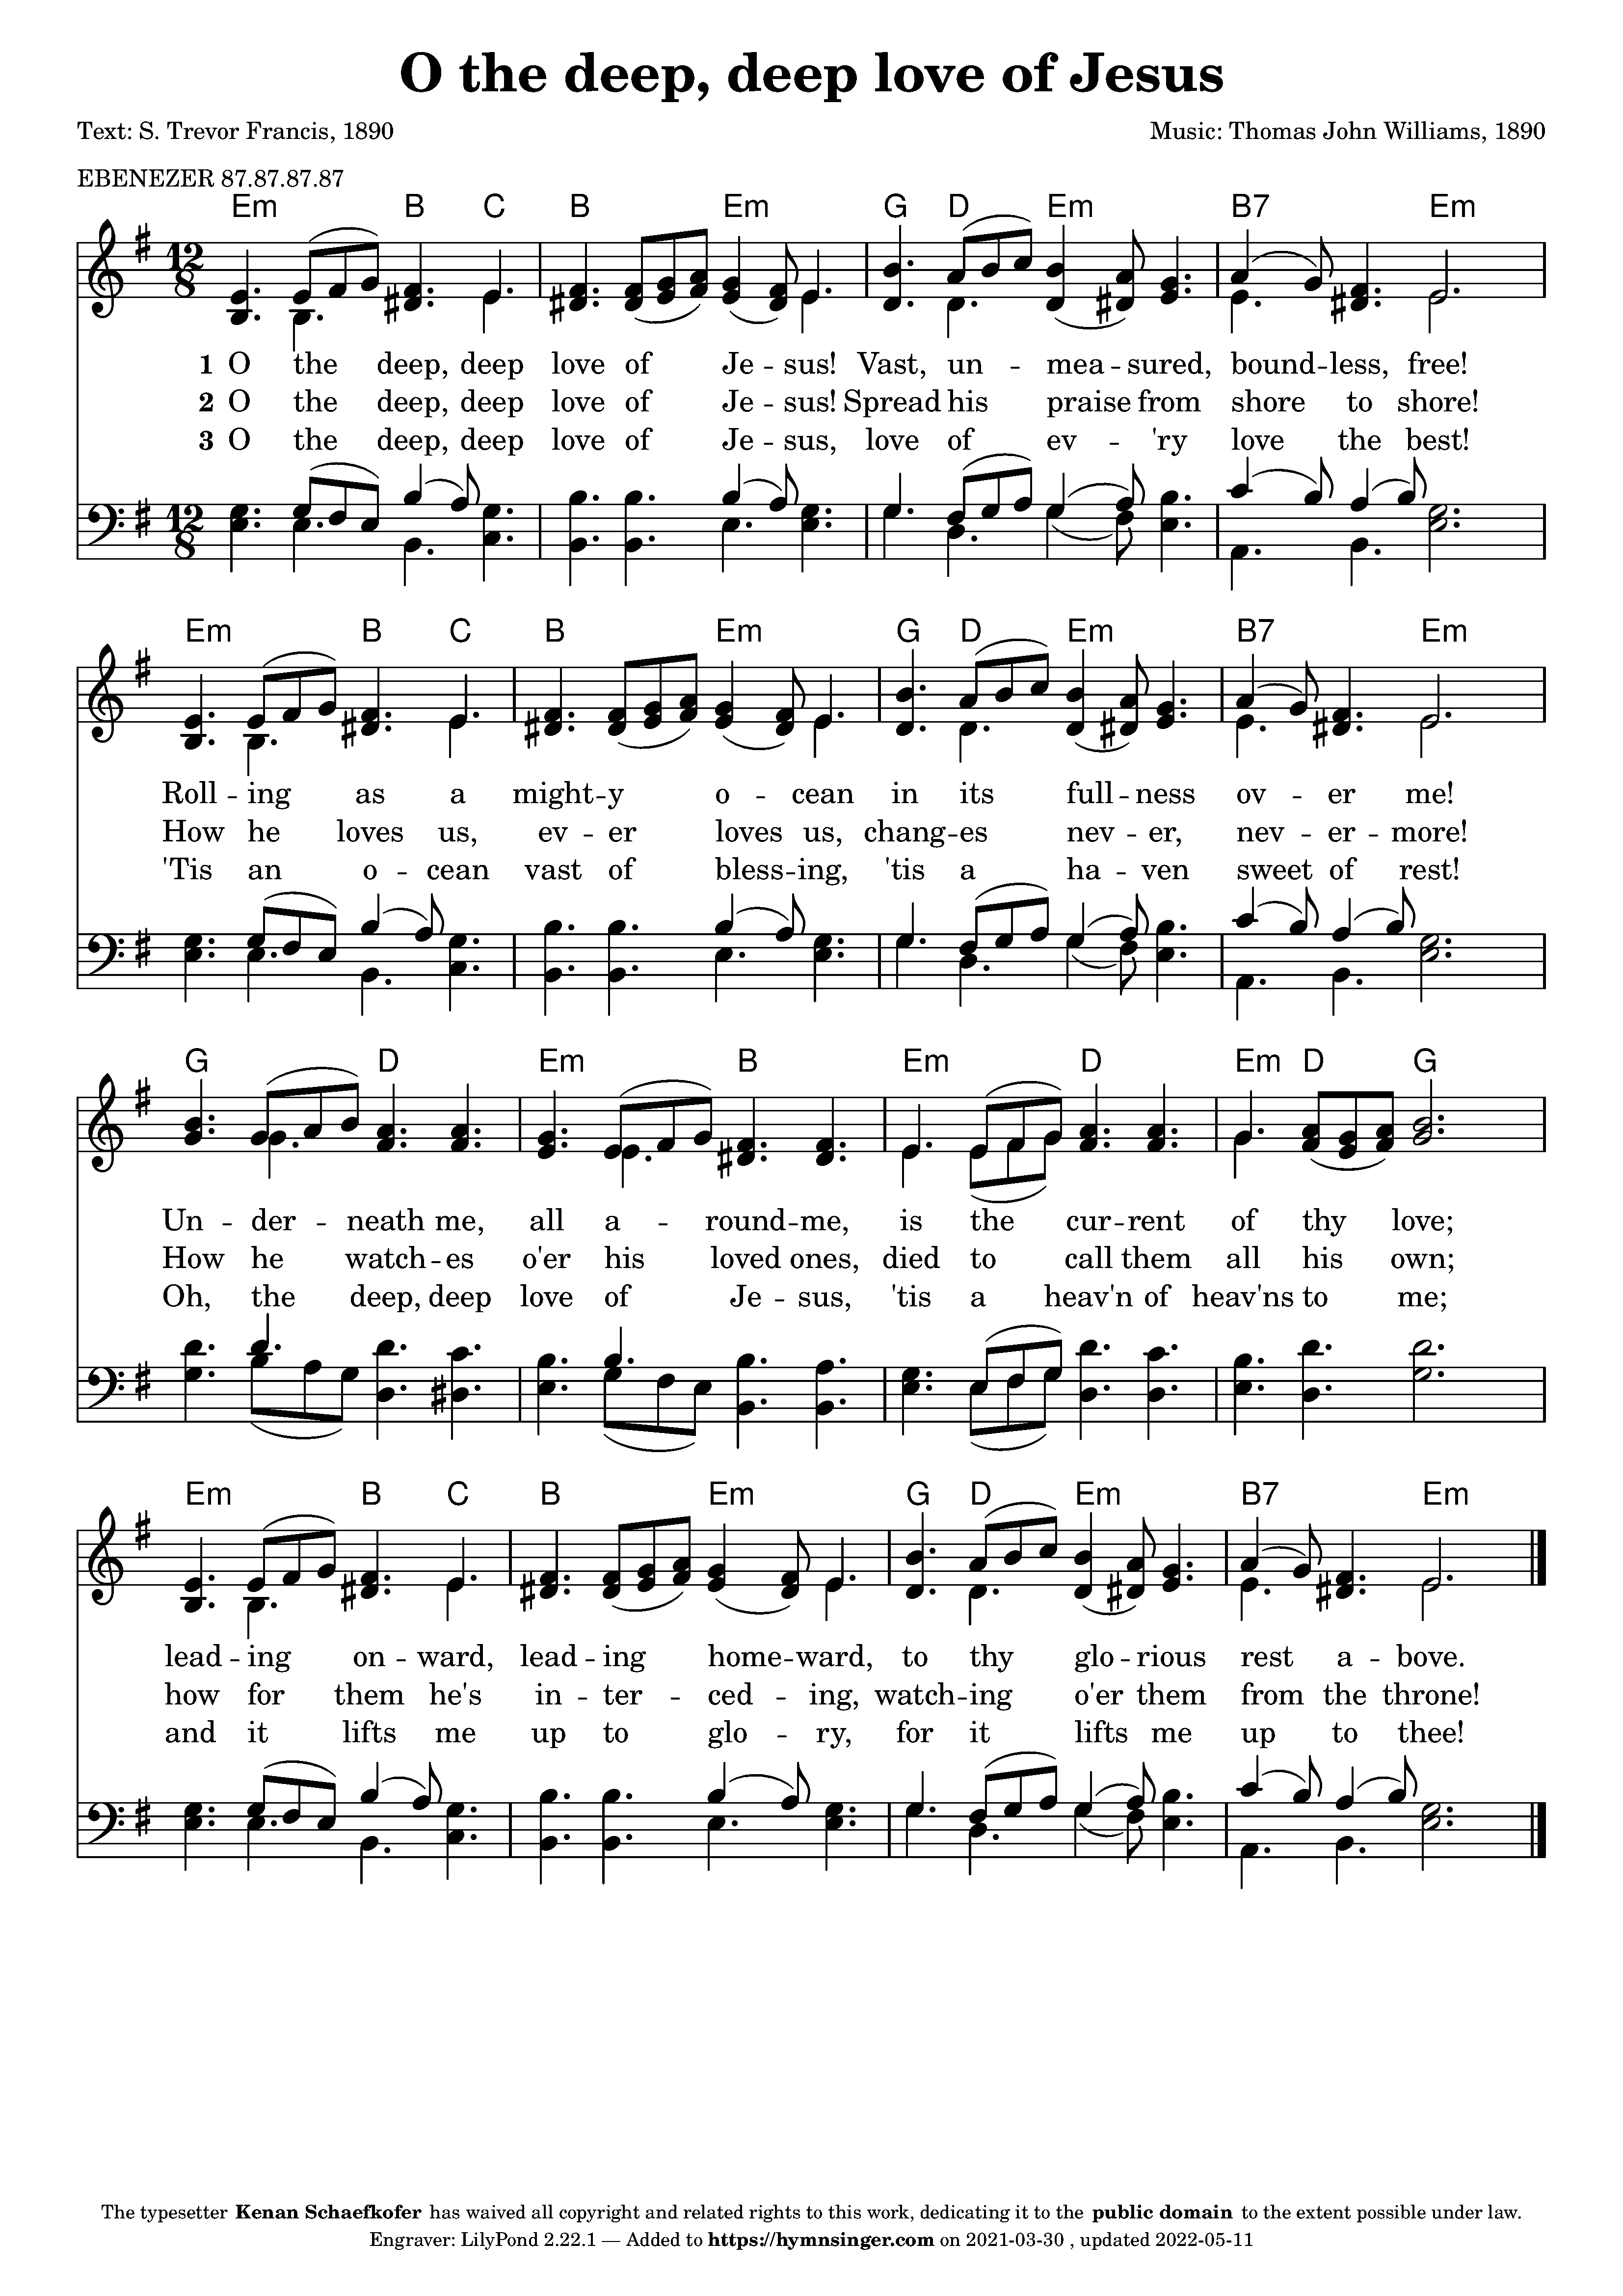 O the deep, deep love of Jesus
Text: S. Trevor Francis, 1890 Music: Thomas John Williams, 1890
EBENEZER 87.87.87.87
Em B C B Em G D Em B7 Em
12 8
1 O the deep, deep love of Je -- sus! Vast, un -- mea -- sured, bound -- less, free!
2 O the deep, deep love of Je -- sus! Spread his praise from shore to shore!
3 O the deep, deep love of Je -- sus, love of ev -- 'ry love the best!
12 8
Em B C B Em G D Em B7 Em
Roll -- ing as a might -- y o -- cean in its full -- ness ov -- er me!
How he loves us, ev -- er loves us, chang -- es nev -- er, nev -- er -- more!
'Tis an o -- cean vast of bless -- ing, 'tis a ha -- ven sweet of rest!
G D Em B Em D Em D G
Un -- der -- neath me, all a -- round -- me, is the cur -- rent of thy love;
How he watch -- es o'er his loved ones, died to call them all his own;
Oh, the deep, deep love of Je -- sus, 'tis a heav'n of heav'ns to me;
Em B C B Em G D Em B7 Em
lead -- ing on -- ward, lead -- ing home -- ward, to thy glo -- rious rest a -- bove.
how for them he's in -- ter -- ced -- ing, watch -- ing o'er them from the throne!
and it lifts me up to glo -- ry, for it lifts me up to thee!
The typesetter Kenan Schaefkofer has waived all copyright and related rights to this work, dedicating it to the public domain to the extent possible under law.
Engraver: LilyPond 2.22.1 — Added to https://hymnsinger.com on 2021-03-30 , updated 2022-05-11